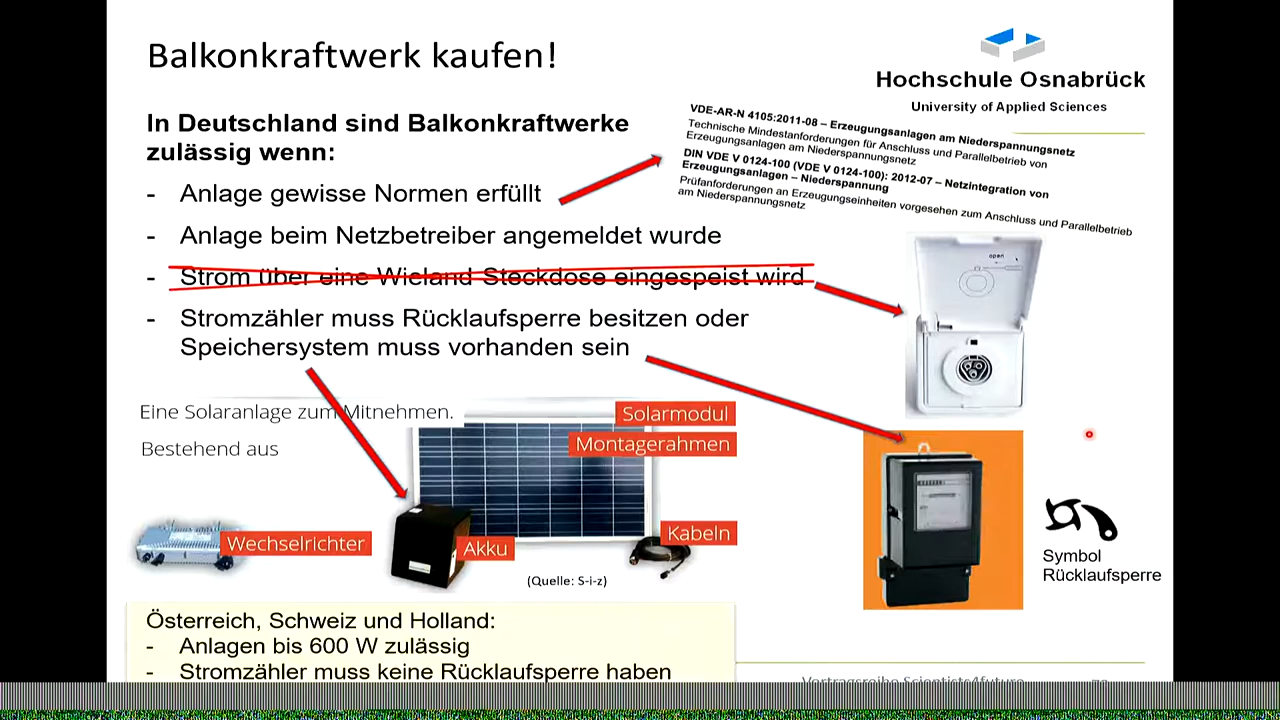 Balkonkraftwerk kaufen!
Hochschule Osnabrück
University of Applied Sciences
In Deutschland sind Balkonkraftwerke
zulässig wenn:
- Anlage gewisse Normen erfüllt
- Anlage beim Netzbetreiber angemeldet wurde
- Strom über eine Wieland Steckdose eingespeist wird
- Stromzähler muss Rücklaufsperre besitzen oder
Speichersystem muss vorhanden sein
VDE-AR-N 4105:2011-08 – Erzeugungsanlagen am Niederspannungsnetz
Technische Mindestanforderungen für Anschluss und Parallelbetrieb von
Erzeugungsanlagen am Niederspannungsnetz
DIN VDE V 0124-100 (VDE V 0124-100): 2012-07 – Netzintegration von
Erzeugungsanlagen – Niederspannung
Prüfanforderungen an Erzeugungseinheiten vorgesehen zum Anschluss und Parallelbetrieb
am Niederspannungsnetz
open
Eine Solaranlage zum Mitnehmen.
Bestehend aus
Solarmodul
Montagerahmen
Kabeln
Wechselrichter
Akku
(Quelle: S-i-z)
Symbol
Rücklaufsperre
Österreich, Schweiz und Holland:
- Anlagen bis 600 W zulässig
- Stromzähler muss keine Rücklaufsperre haben
Vortragsreihe Scientists4future